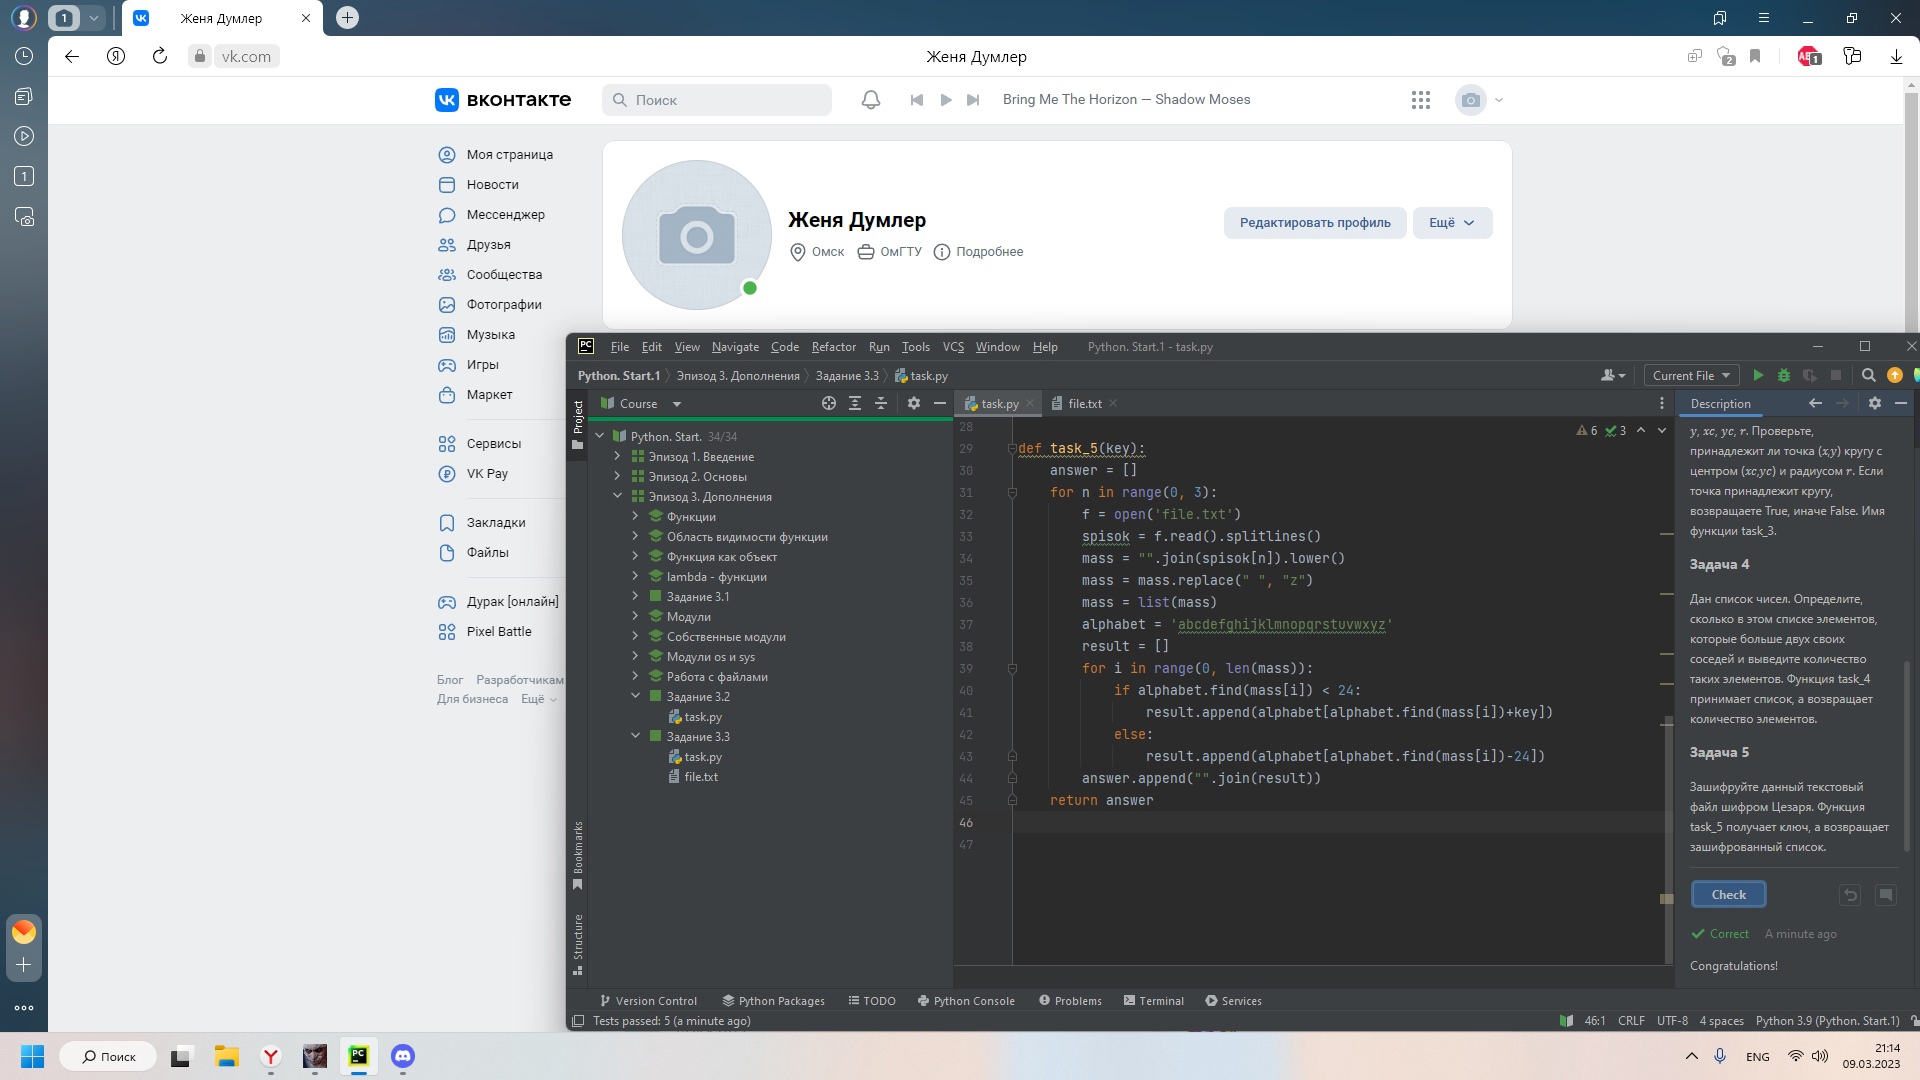 1
Женя Думлер
vk.com
Женя Думлер
2
1
вконтакте
Поиск
Bring Me The Horizon — Shadow Moses
1
Моя страница
Новости
Мессенджер
Друзья
Сообщества
Фотографии
Музыка
Игры
Маркет
Сервисы
VK Pay
Закладки
Файлы
Дурак [онлайн]
Pixel Battle
Блог Разработчикам
Для бизнеса Ещё
Женя Думлер
Омск ОмГТУ Подробнее
Редактировать профиль
Ещё
PC File Edit View Navigate Code Refactor Run Tools VCS Window Help Python. Start.1 - task.py
Python. Start.1 Эпизод 3. Дополнения Задание 3.3 task.py
Current File
Project
Bookmarks
Structure
Course
Python. Start. 34/34
Эпизод 1. Введение
Эпизод 2. Основы
Эпизод 3. Дополнения
Функции
Область видимости функции
Функция как объект
lambda - функции
Задание 3.1
Модули
Собственные модули
Модули os и sys
Работа с файлами
Задание 3.2
task.py
Задание 3.3
task.py
file.txt
task.py
file.txt
6 3
28
29 def task_5(key):
30 answer = []
31 for n in range(0, 3):
32 f = open('file.txt')
33 spisok = f.read().splitlines()
34 mass = "".join(spisok[n]).lower()
35 mass = mass.replace(" ", "z")
36 mass = list(mass)
37 alphabet = 'abcdefghijklmnopqrstuvwxyz'
38 result = []
39 for i in range(0, len(mass)):
40 if alphabet.find(mass[i]) < 24:
41 result.append(alphabet[alphabet.find(mass[i])+key])
42 else:
43 result.append(alphabet[alphabet.find(mass[i])-24])
44 answer.append("".join(result))
45 return answer
46
47
Description
y, xc, yc, r. Проверьте,
принадлежит ли точка (x,y) кругу с
центром (xc,yc) и радиусом r. Если
точка принадлежит кругу,
возвращаете True, иначе False. Имя
функции task_3.
Задача 4
Дан список чисел. Определите,
сколько в этом списке элементов,
которые больше двух своих
соседей и выведите количество
таких элементов. Функция task_4
принимает список, а возвращает
количество элементов.
Задача 5
Зашифруйте данный текстовый
файл шифром Цезаря. Функция
task_5 получает ключ, а возвращает
зашифрованный список.
Check
Correct A minute ago
Congratulations!
Version Control Python Packages TODO Python Console Problems Terminal Services
Tests passed: 5 (a minute ago)
46:1 CRLF UTF-8 4 spaces Python 3.9 (Python. Start.1)
Поиск
PC
ENG
21:14
09.03.2023